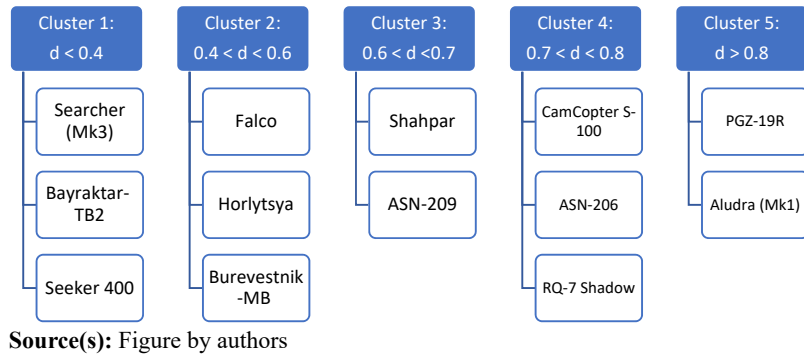 Cluster 1:
d < 0.4
Searcher
(Mk3)
Bayraktar-
TB2
Seeker 400
Cluster 2:
0.4 < d < 0.6
Falco
Horlytsya
Burevestnik
-MB
Cluster 3:
0.6 < d <0.7
Shahpar
ASN-209
Cluster 4:
0.7 < d < 0.8
CamCopter S-
100
ASN-206
RQ-7 Shadow
Cluster 5:
d > 0.8
PGZ-19R
Aludra (Mk1)
Source(s): Figure by authors